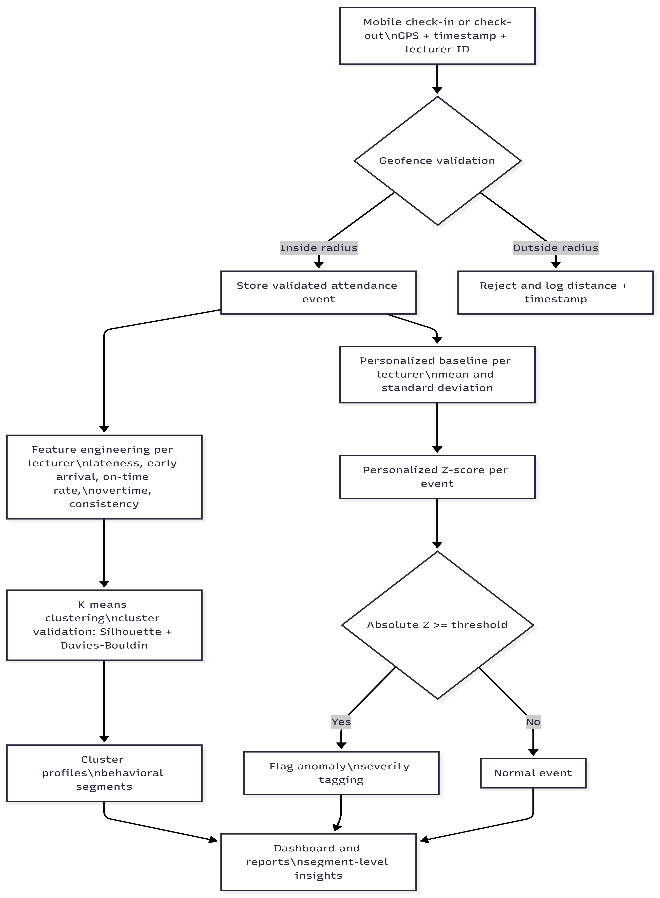 Mobile check-in or check-
out\nGPS + timestamp +
lecturer ID
Geofence validation
Inside radius
Outside radius
Store validated attendance
event
Reject and log distance +
timestamp
Personalized baseline per
lecturer\nmean and
standard deviation
Feature engineering per
lecturer\nlateness, early
arrival, on-time
rate,\novertime,
consistency
Personalized Z-score per
event
K means
clustering\ncluster
validation: Silhouette +
Davies-Bouldin
Absolute Z >= threshold
Yes
No
Cluster
profiles\nbehavioral
segments
Flag anomaly\nseverity
tagging
Normal event
Dashboard and
reports\nsegment-level
insights